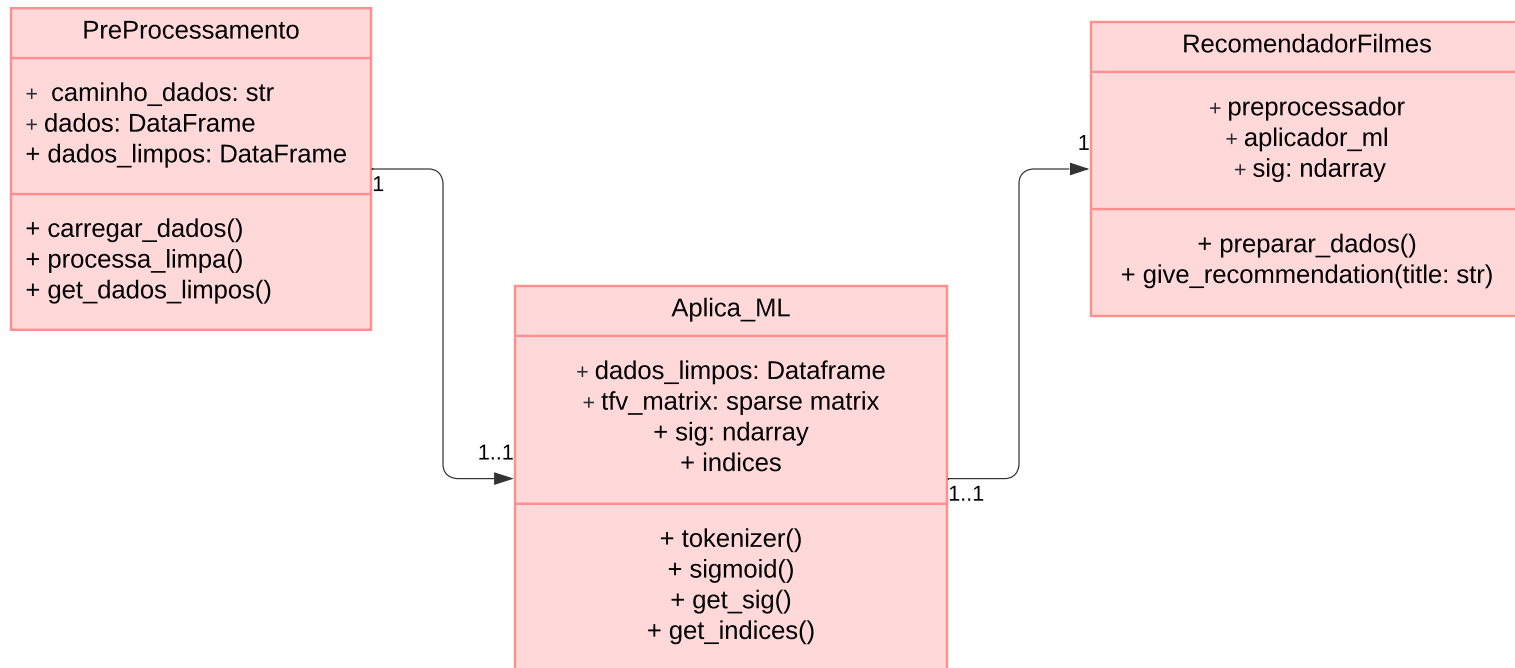 PreProcessamento
+ caminho_dados: str
+ dados: DataFrame
+ dados_limpos: DataFrame
+ carregar_dados()
+ processa_limpa()
+ get_dados_limpos()
1
1..1
Aplica_ML
+ dados_limpos: Dataframe
+ tfv_matrix: sparse matrix
+ sig: ndarray
+ indices
+ tokenizer()
+ sigmoid()
+ get_sig()
+ get_indices()
1..1
1
RecomendadorFilmes
+ preprocessador
+ aplicador_ml
+ sig: ndarray
+ preparar_dados()
+ give_recommendation(title: str)